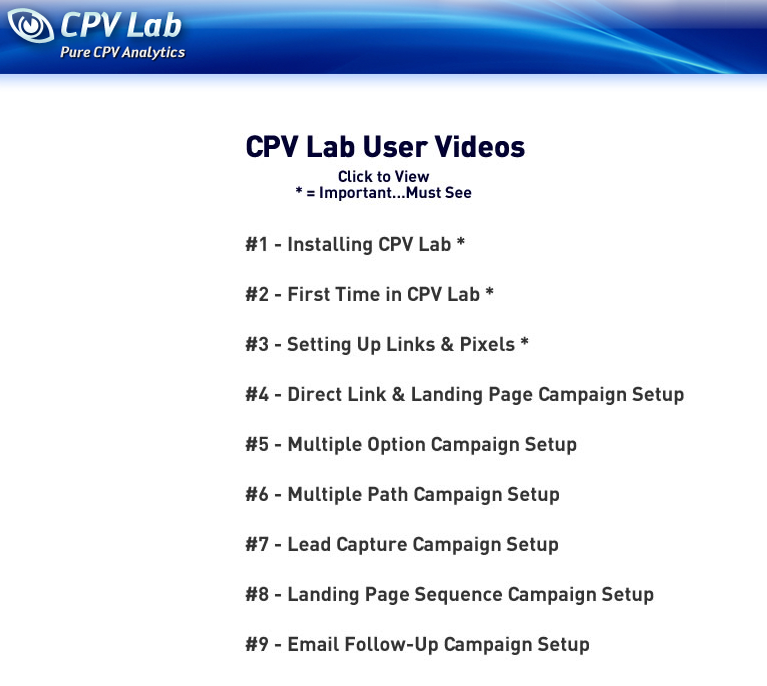 CPV Lab
Pure CPV Analytics
CPV Lab User Videos
Click to View
* = Important...Must See
#1 - Installing CPV Lab *
#2 - First Time in CPV Lab *
#3 - Setting Up Links & Pixels *
#4 - Direct Link & Landing Page Campaign Setup
#5 - Multiple Option Campaign Setup
#6 - Multiple Path Campaign Setup
#7 - Lead Capture Campaign Setup
#8 - Landing Page Sequence Campaign Setup
#9 - Email Follow-Up Campaign Setup